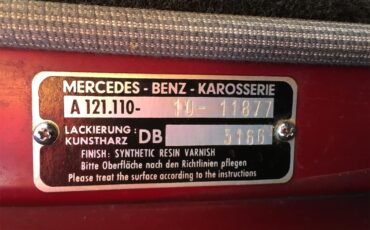 MERCEDES - BENZ - KAROSSERIE
A 121.110- 10- 11877
LACKIERUNG :
KUNSTHARZ DB 5166
FINISH: SYNTHETIC RESIN VARNISH
Bitte Oberfläche nach den Richtlinien pflegen
Please treat the surface according to the instructions